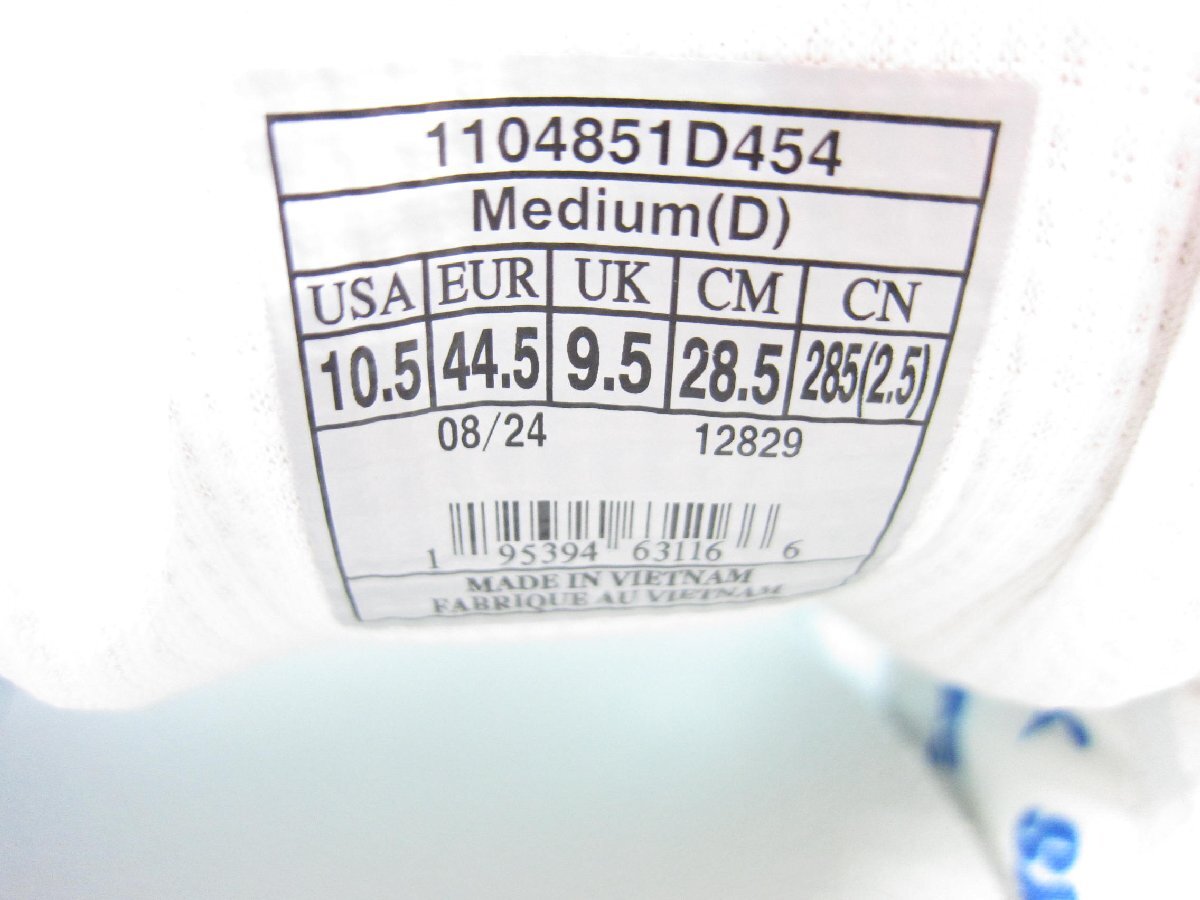 1104851D454
Medium(D)
USA EUR UK CM CN
10.5 44.5 9.5 28.5 285(2.5)
08/24 12829
1 95394 63116 6
MADE IN VIETNAM
FABRIQUE AU VIETNAM